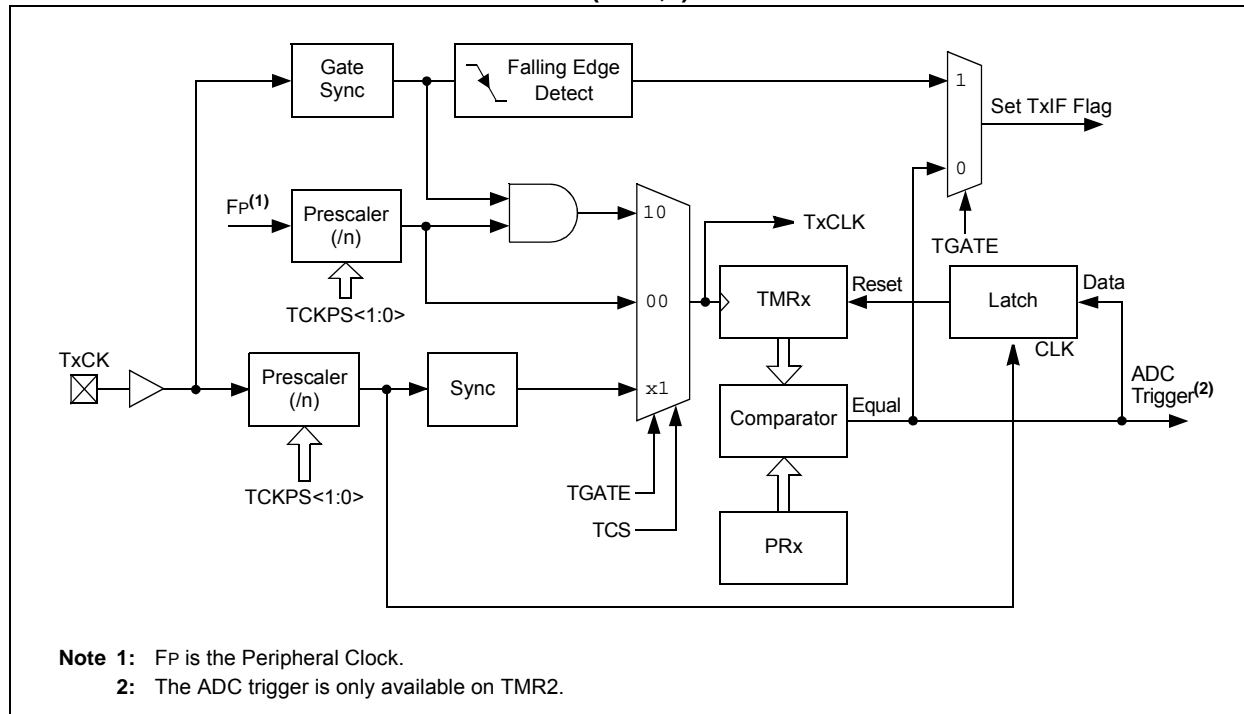 Gate
Sync
Falling Edge
Detect
1
Set TxIF Flag
0
FP(1)
Prescaler
(/n)
10
TxCLK
TGATE
TCKPS<1:0>
00
TMRx
Reset
Latch
Data
CLK
TxCK
Prescaler
(/n)
Sync
x1
Comparator
Equal
ADC
Trigger(2)
TCKPS<1:0>
TGATE
TCS
PRx
Note 1: FP is the Peripheral Clock.
2: The ADC trigger is only available on TMR2.